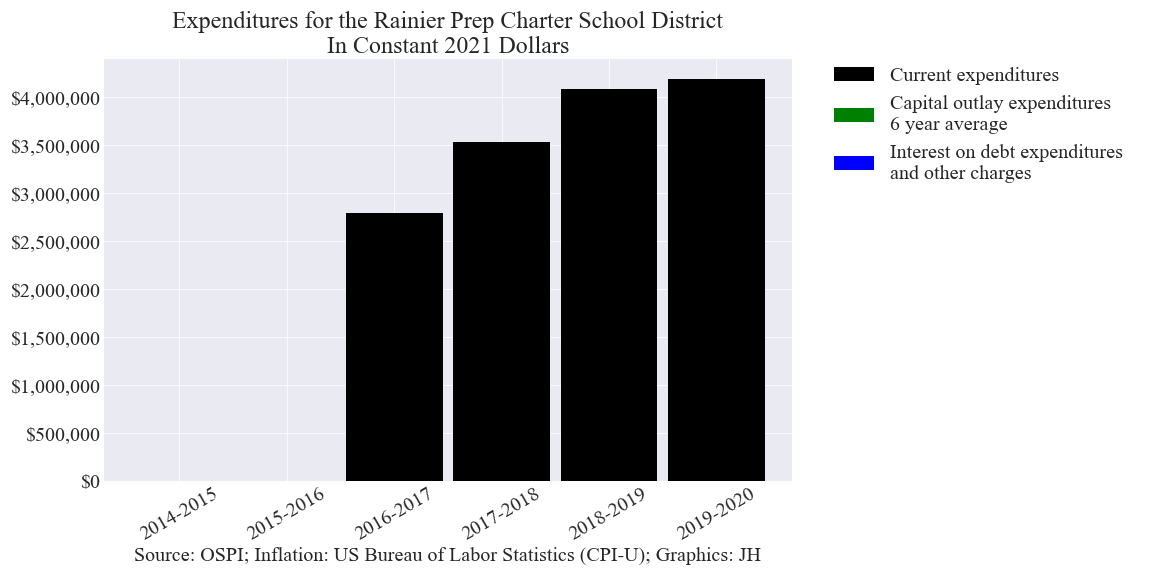 Expenditures for the Rainier Prep Charter School District
In Constant 2021 Dollars
$4,000,000
$3,500,000
$3,000,000
$2,500,000
$2,000,000
$1,500,000
$1,000,000
$500,000
$0
2014-2015
2015-2016
2016-2017
2017-2018
2018-2019
2019-2020
Source: OSPI; Inflation: US Bureau of Labor Statistics (CPI-U); Graphics: JH
Current expenditures
Capital outlay expenditures
6 year average
Interest on debt expenditures
and other charges